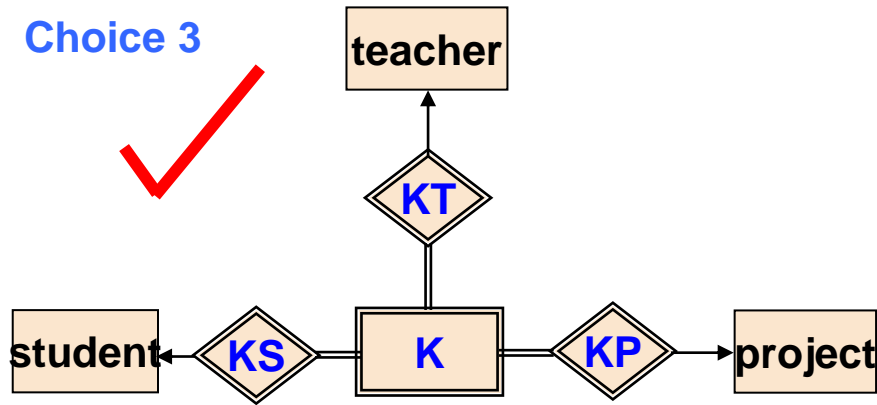 Choice 3
teacher
KT
student
KS
K
KP
project